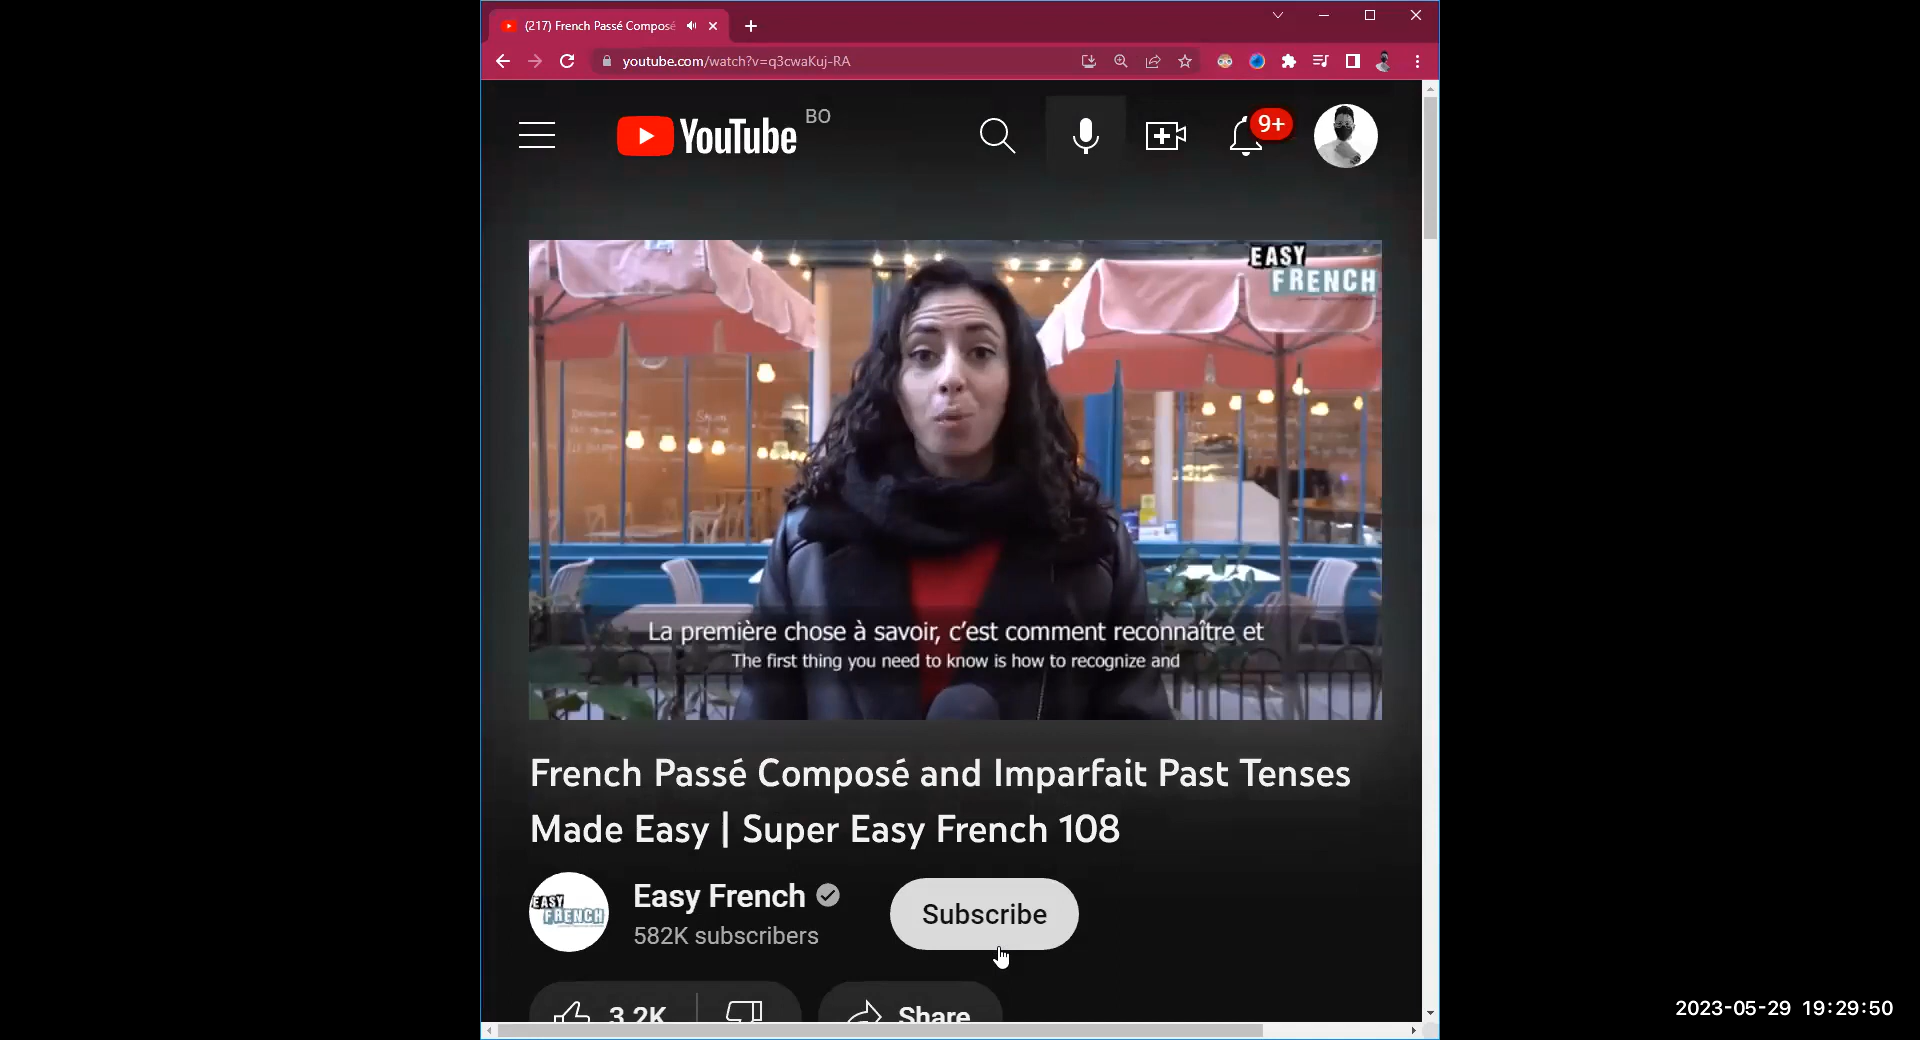 (217) French Passé Compos
youtube.com/watch?v=q3cwaKuj-RA
YouTube
BO
9+
EASY
FRENCH
La première chose à savoir, c'est comment reconnaître et
The first thing you need to know is how to recognize and
French Passé Composé and Imparfait Past Tenses
Made Easy | Super Easy French 108
EASY
FRENCH
Easy French
582K subscribers
Subscribe
3.2K
Share
2023-05-29 19:29:50